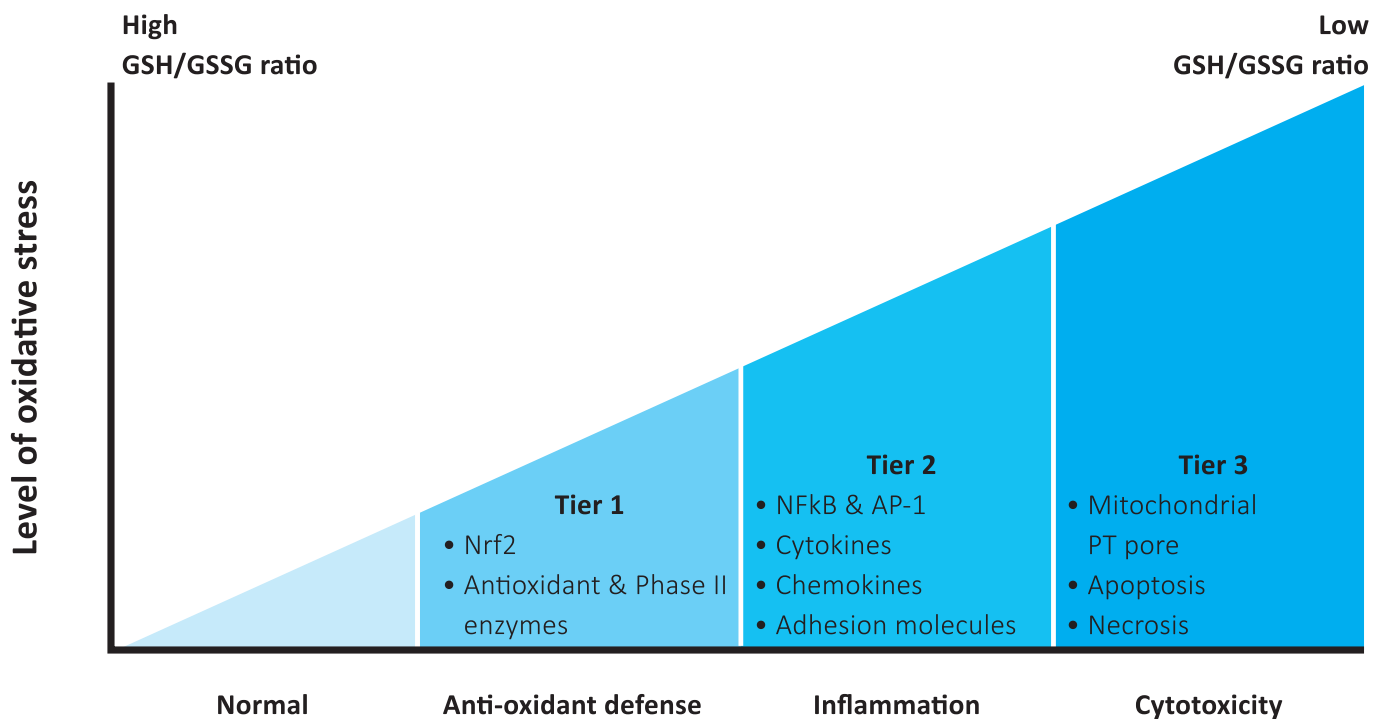 High
GSH/GSSG ratio
Low
GSH/GSSG ratio
Level of oxidative stress
Tier 1
• Nrf2
• Antioxidant & Phase II
enzymes
Tier 2
• NFkB & AP-1
• Cytokines
• Chemokines
• Adhesion molecules
Tier 3
• Mitochondrial
PT pore
• Apoptosis
• Necrosis
Normal
Anti-oxidant defense
Inflammation
Cytotoxicity